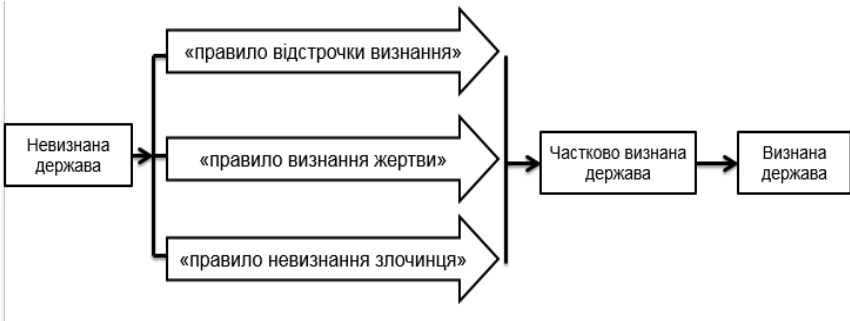 «правило відстрочки визнання»
Невизнана
держава
«правило визнання жертви»
Частково визнана
держава
Визнана
держава
«правило невизнання злочинця»